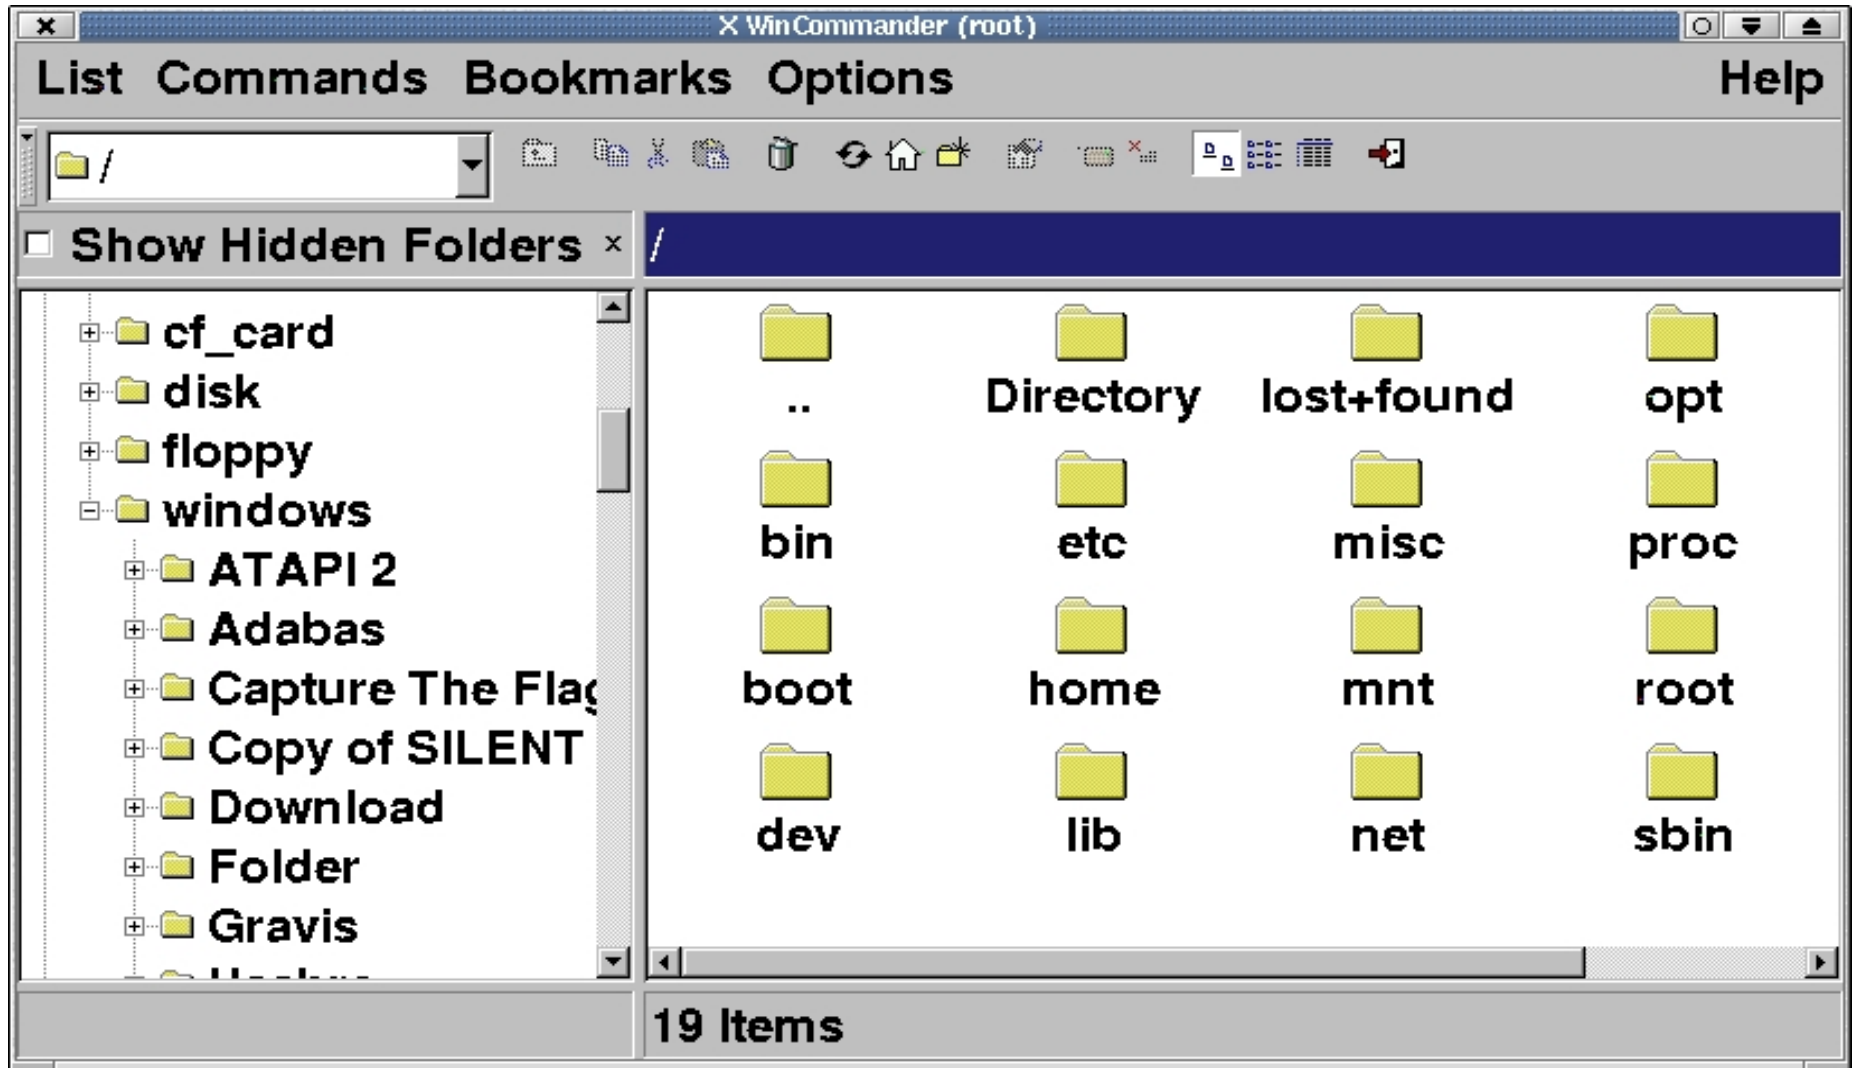 X WinCommander (root)
List Commands Bookmarks Options Help
/
Show Hidden Folders
/
cf_card
disk
floppy
windows
ATAPI 2
Adabas
Capture The Flag
Copy of SILENT
Download
Folder
Gravis
.. Directory lost+found opt
bin etc misc proc
boot home mnt root
dev lib net sbin
19 Items